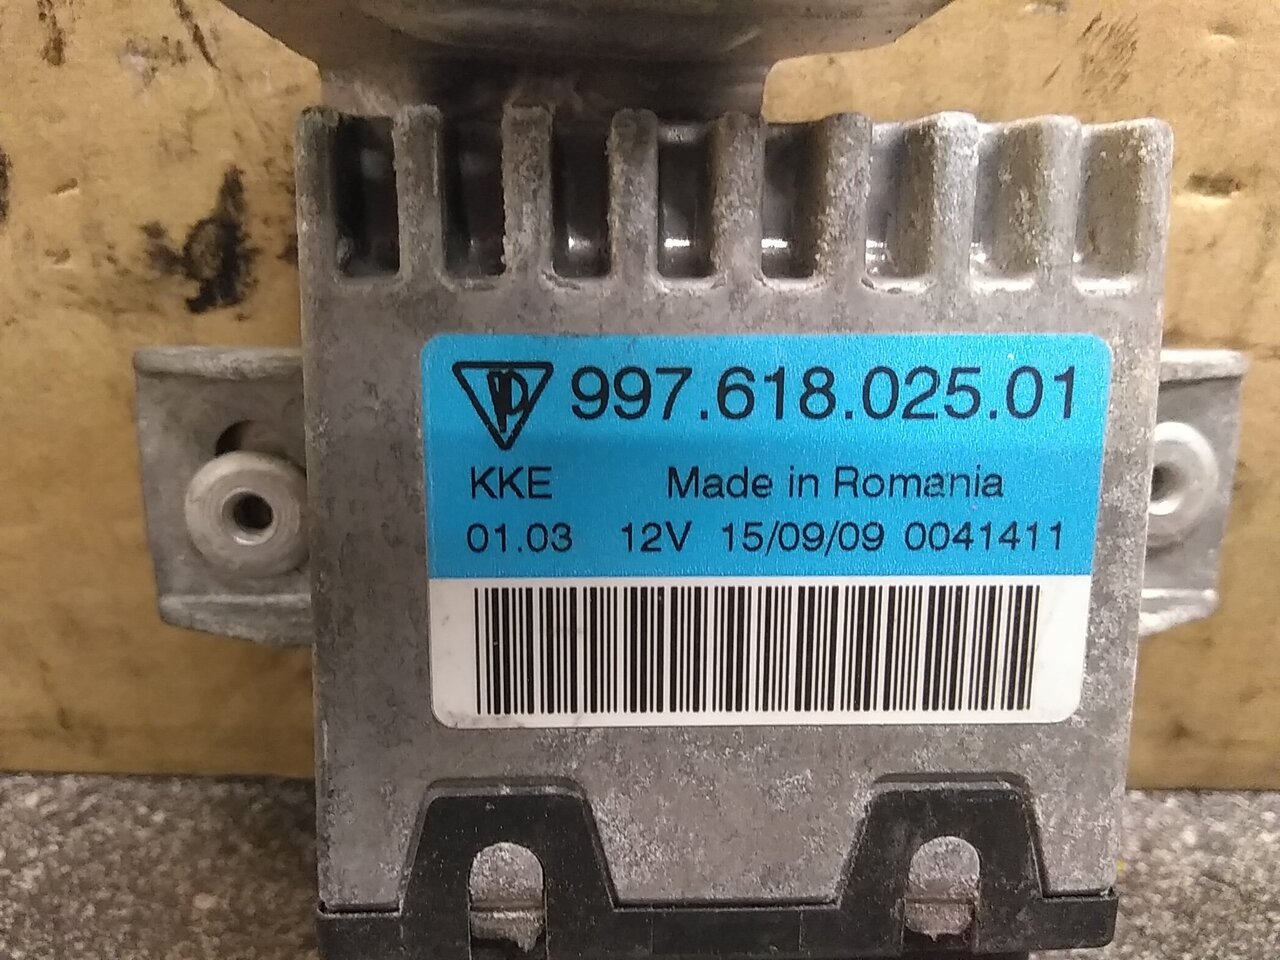 997.618.025.01
KKE Made in Romania
01.03 12V 15/09/09 0041411